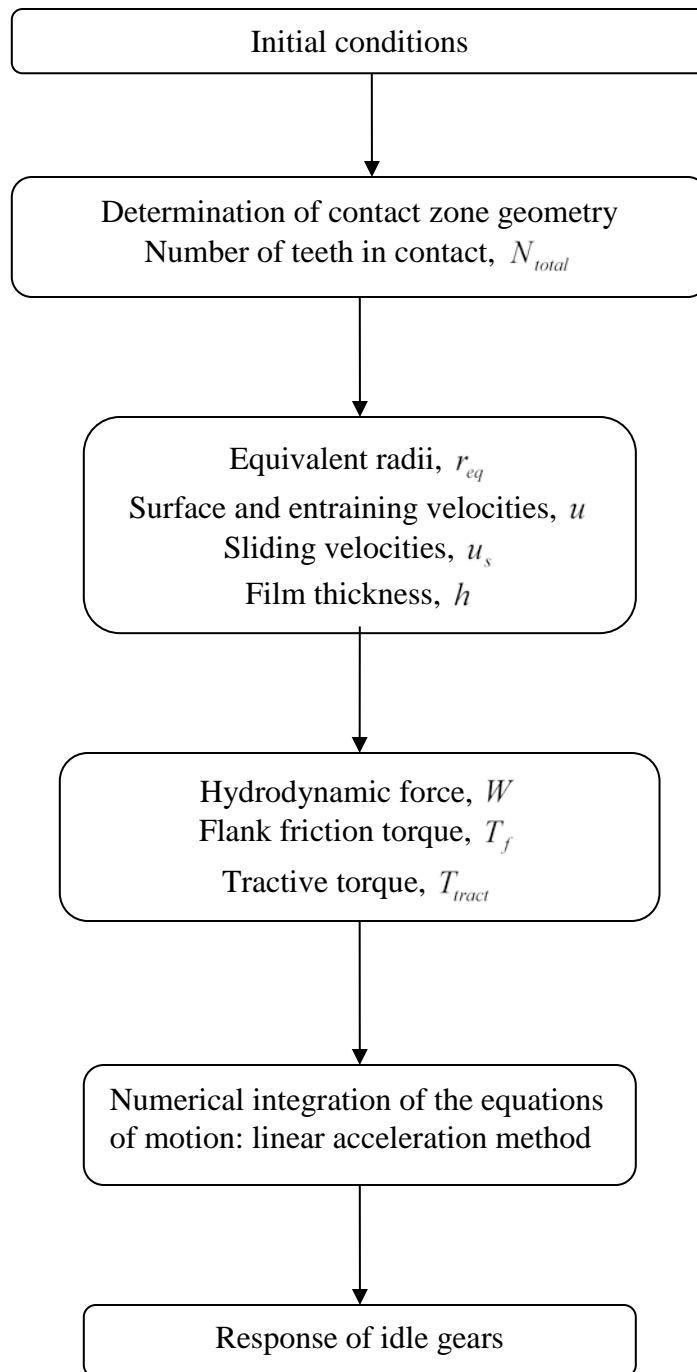 Initial conditions
Determination of contact zone geometry
Number of teeth in contact, N_total
Equivalent radii, r_eq
Surface and entraining velocities, u
Sliding velocities, u_s
Film thickness, h
Hydrodynamic force, W
Flank friction torque, T_f
Tractive torque, T_tract
Numerical integration of the equations
of motion: linear acceleration method
Response of idle gears